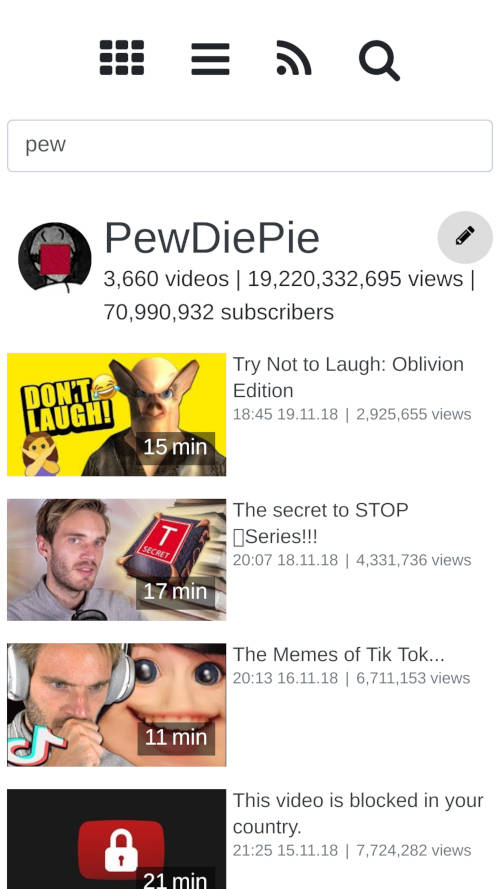 pew
PewDiePie
3,660 videos | 19,220,332,695 views |
70,990,932 subscribers
DON'T
LAUGH!
15 min
Try Not to Laugh: Oblivion
Edition
18:45 19.11.18 | 2,925,655 views
T
SECRET
17 min
The secret to STOP
▯Series!!!
20:07 18.11.18 | 4,331,736 views
11 min
The Memes of Tik Tok...
20:13 16.11.18 | 6,711,153 views
21 min
This video is blocked in your
country.
21:25 15.11.18 | 7,724,282 views